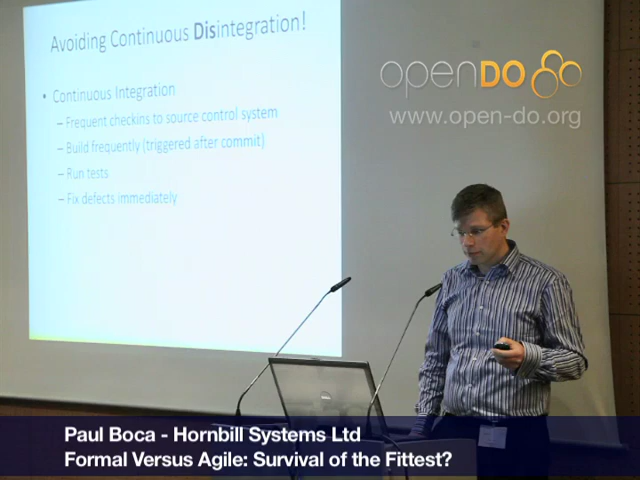 Avoiding Continuous Disintegration!
• Continuous Integration
– Frequent checkins to source control system
– Build frequently (triggered after commit)
– Run tests
– Fix defects immediately
openDO
www.open-do.org
Paul Boca - Hornbill Systems Ltd
Formal Versus Agile: Survival of the Fittest?